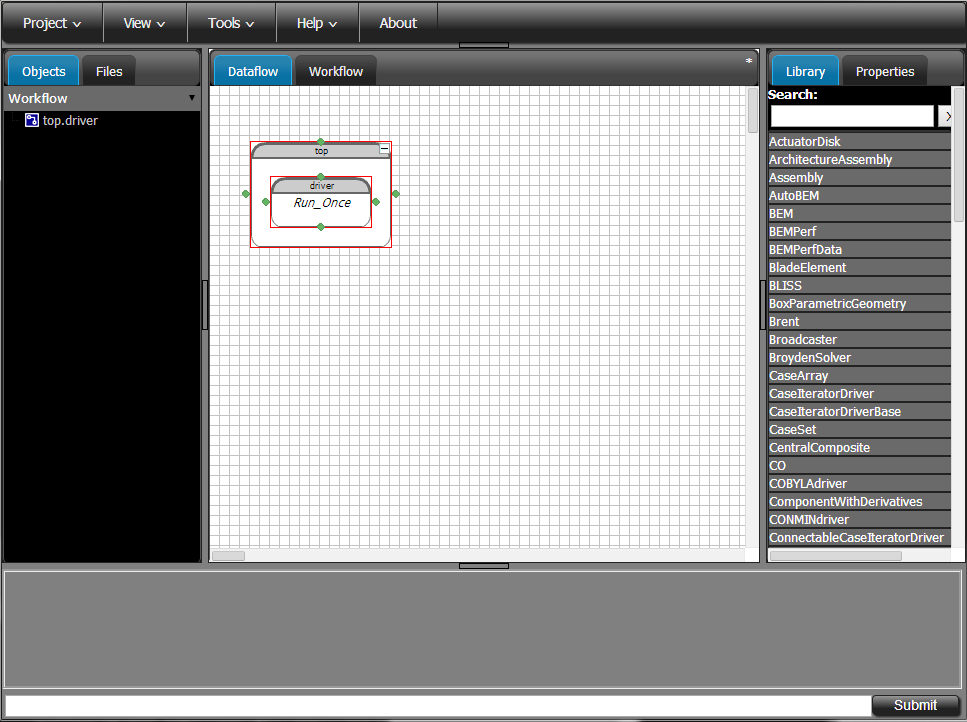 Project View Tools Help About
Objects Files
Workflow
top.driver
Dataflow Workflow *
top
driver
Run_Once
Library Properties
Search:
X
ActuatorDisk
ArchitectureAssembly
Assembly
AutoBEM
BEM
BEMPerf
BEMPerfData
BladeElement
BLISS
BoxParametricGeometry
Brent
Broadcaster
BroydenSolver
CaseArray
CaseIteratorDriver
CaseIteratorDriverBase
CaseSet
CentralComposite
CO
COBYLAdriver
ComponentWithDerivatives
CONMINdriver
ConnectableCaseIteratorDriver
Submit